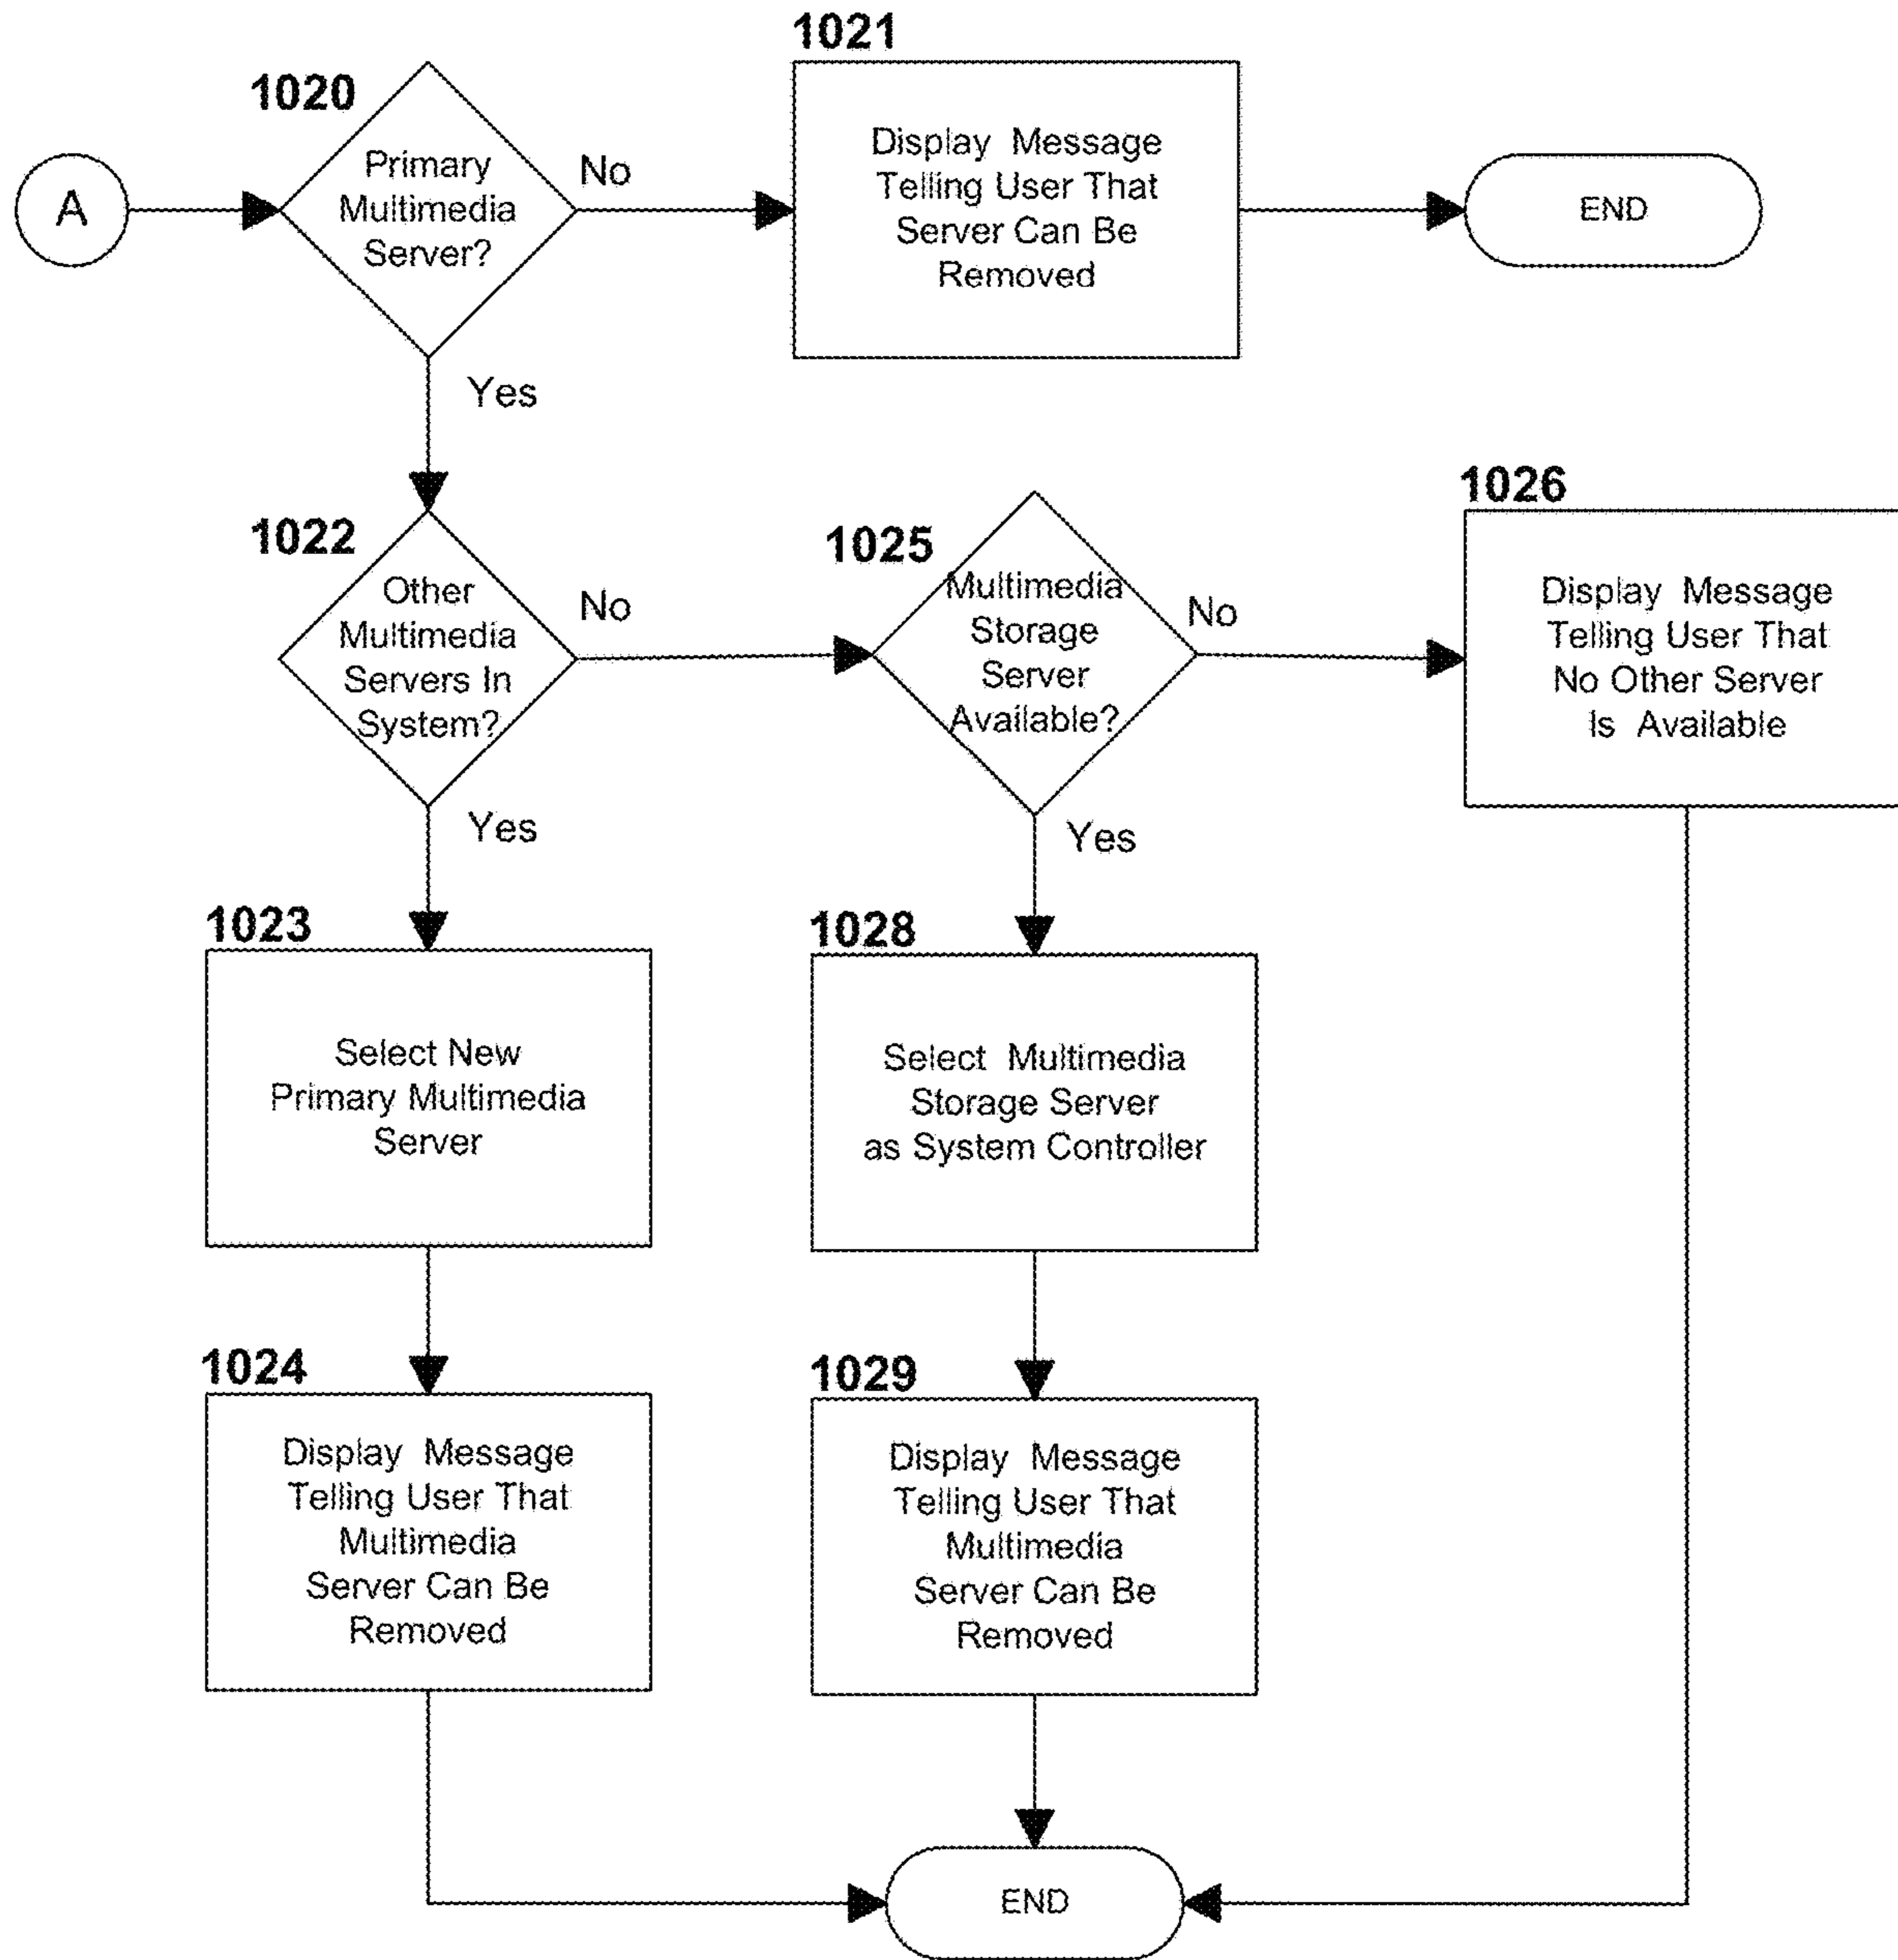 1021
1020
Display Message
Telling User That
Server Can Be
Removed
Primary
Multimedia
Server?
No
A
END
Yes
1026
1022
1025
Other
Multimedia
Servers In
System?
No
Multimedia
Storage
Server
Available?
No
Display Message
Telling User That
No Other Server
Is Available
Yes
Yes
1023
1028
Select New
Primary Multimedia
Server
Select Multimedia
Storage Server
as System Controller
1024
1029
Display Message
Telling User That
Multimedia
Server Can Be
Removed
Display Message
Telling User That
Multimedia
Server Can Be
Removed
END